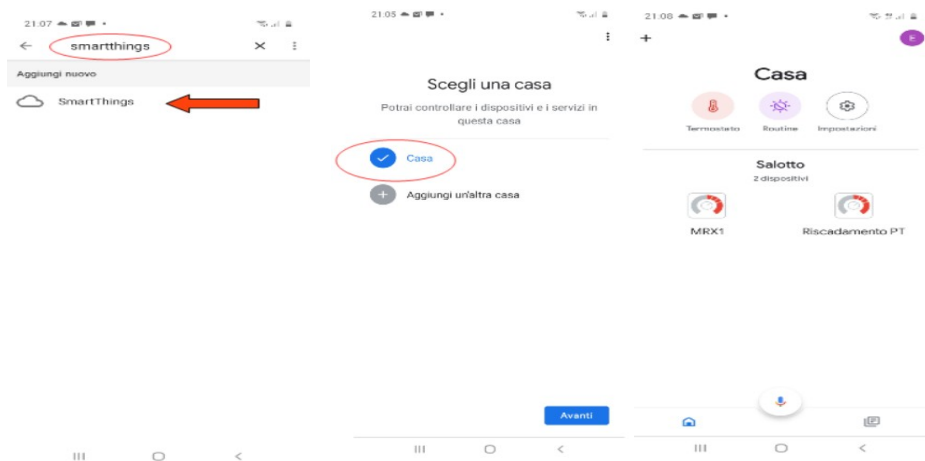 21:07
smartthings
Aggiungi nuovo
SmartThings
21:05
Scegli una casa
Potrai controllare i dispositivi e i servizi in
questa casa
Casa
Aggiungi un'altra casa
Avanti
21:08
E
Casa
Termostato Routine Impostazioni
Salotto
2 dispositivi
MRX1 Riscadamento PT